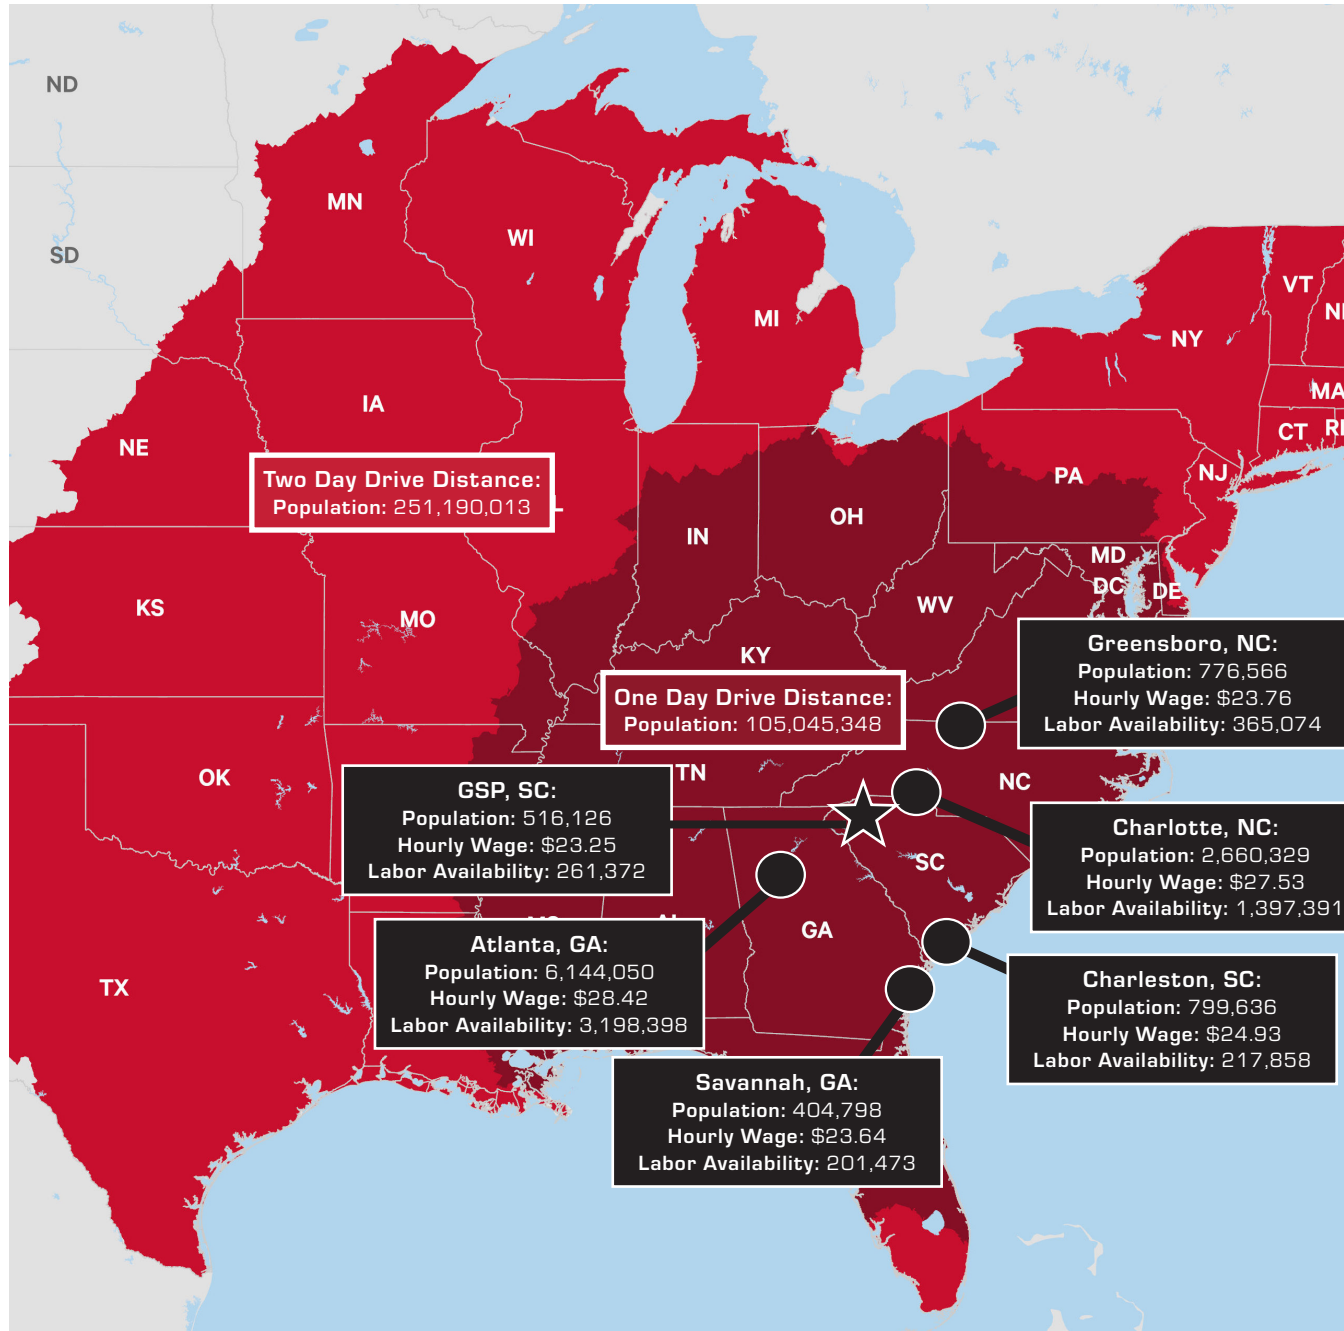 ND
MN
WI
SD
VT
MI
NY
IA
MA
NE
CT
PA
NJ
Two Day Drive Distance:
Population: 251,190,013
OH
IN
MD
DC
DE
WV
KS
MO
KY
Greensboro, NC:
Population: 776,566
Hourly Wage: $23.76
Labor Availability: 365,074
One Day Drive Distance:
Population: 105,045,348
TN
OK
NC
GSP, SC:
Population: 516,126
Hourly Wage: $23.25
Labor Availability: 261,372
Charlotte, NC:
Population: 2,660,329
Hourly Wage: $27.53
Labor Availability: 1,397,391
SC
GA
Atlanta, GA:
Population: 6,144,050
Hourly Wage: $28.42
Labor Availability: 3,198,398
TX
Charleston, SC:
Population: 799,636
Hourly Wage: $24.93
Labor Availability: 217,858
Savannah, GA:
Population: 404,798
Hourly Wage: $23.64
Labor Availability: 201,473